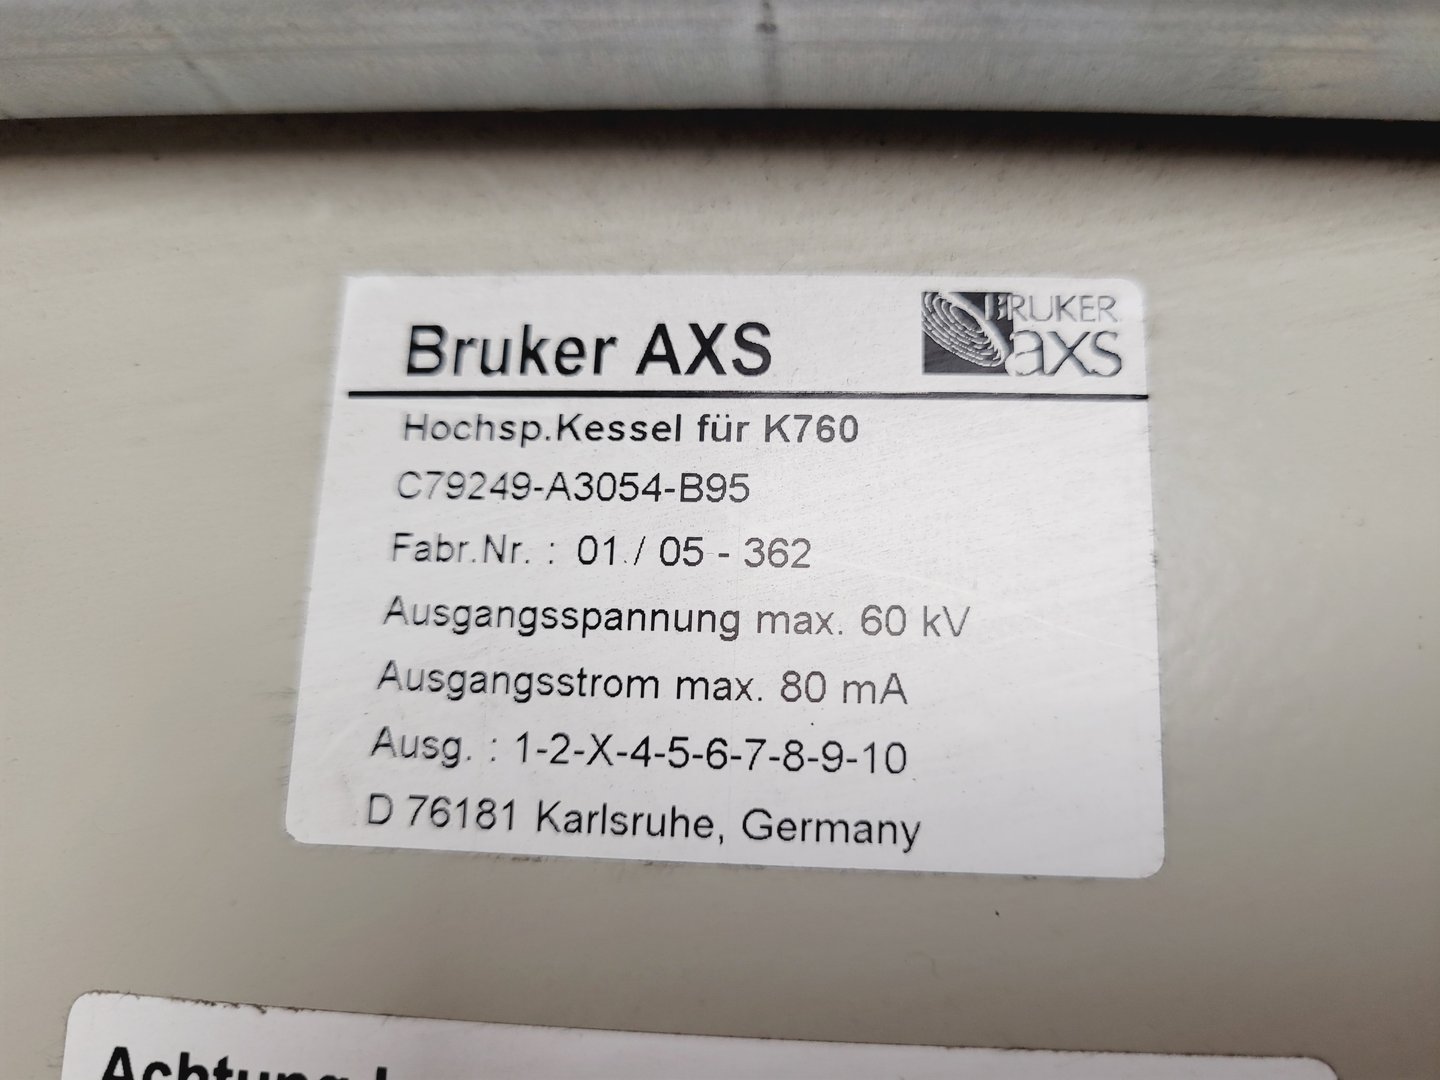 Bruker AXS
BRUKER
axs
Hochsp.Kessel für K760
C79249-A3054-B95
Fabr.Nr. : 01 / 05 - 362
Ausgangsspannung max. 60 kV
Ausgangsstrom max. 80 mA
Ausg. : 1-2-X-4-5-6-7-8-9-10
D 76181 Karlsruhe, Germany
Achtung !